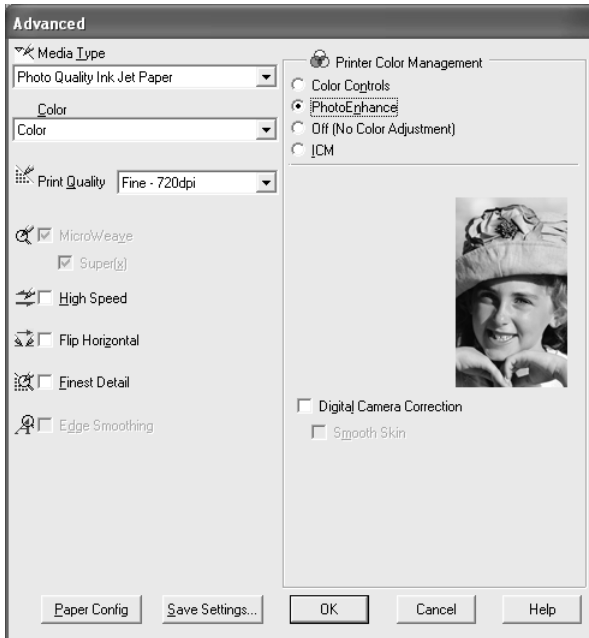 Advanced
Media Type
Photo Quality Ink Jet Paper
Color
Color
Print Quality Fine - 720dpi
MicroWeave
Super(x)
High Speed
Flip Horizontal
Finest Detail
Edge Smoothing
Printer Color Management
Color Controls
PhotoEnhance
Off (No Color Adjustment)
ICM
Digital Camera Correction
Smooth Skin
Paper Config Save Settings... OK Cancel Help